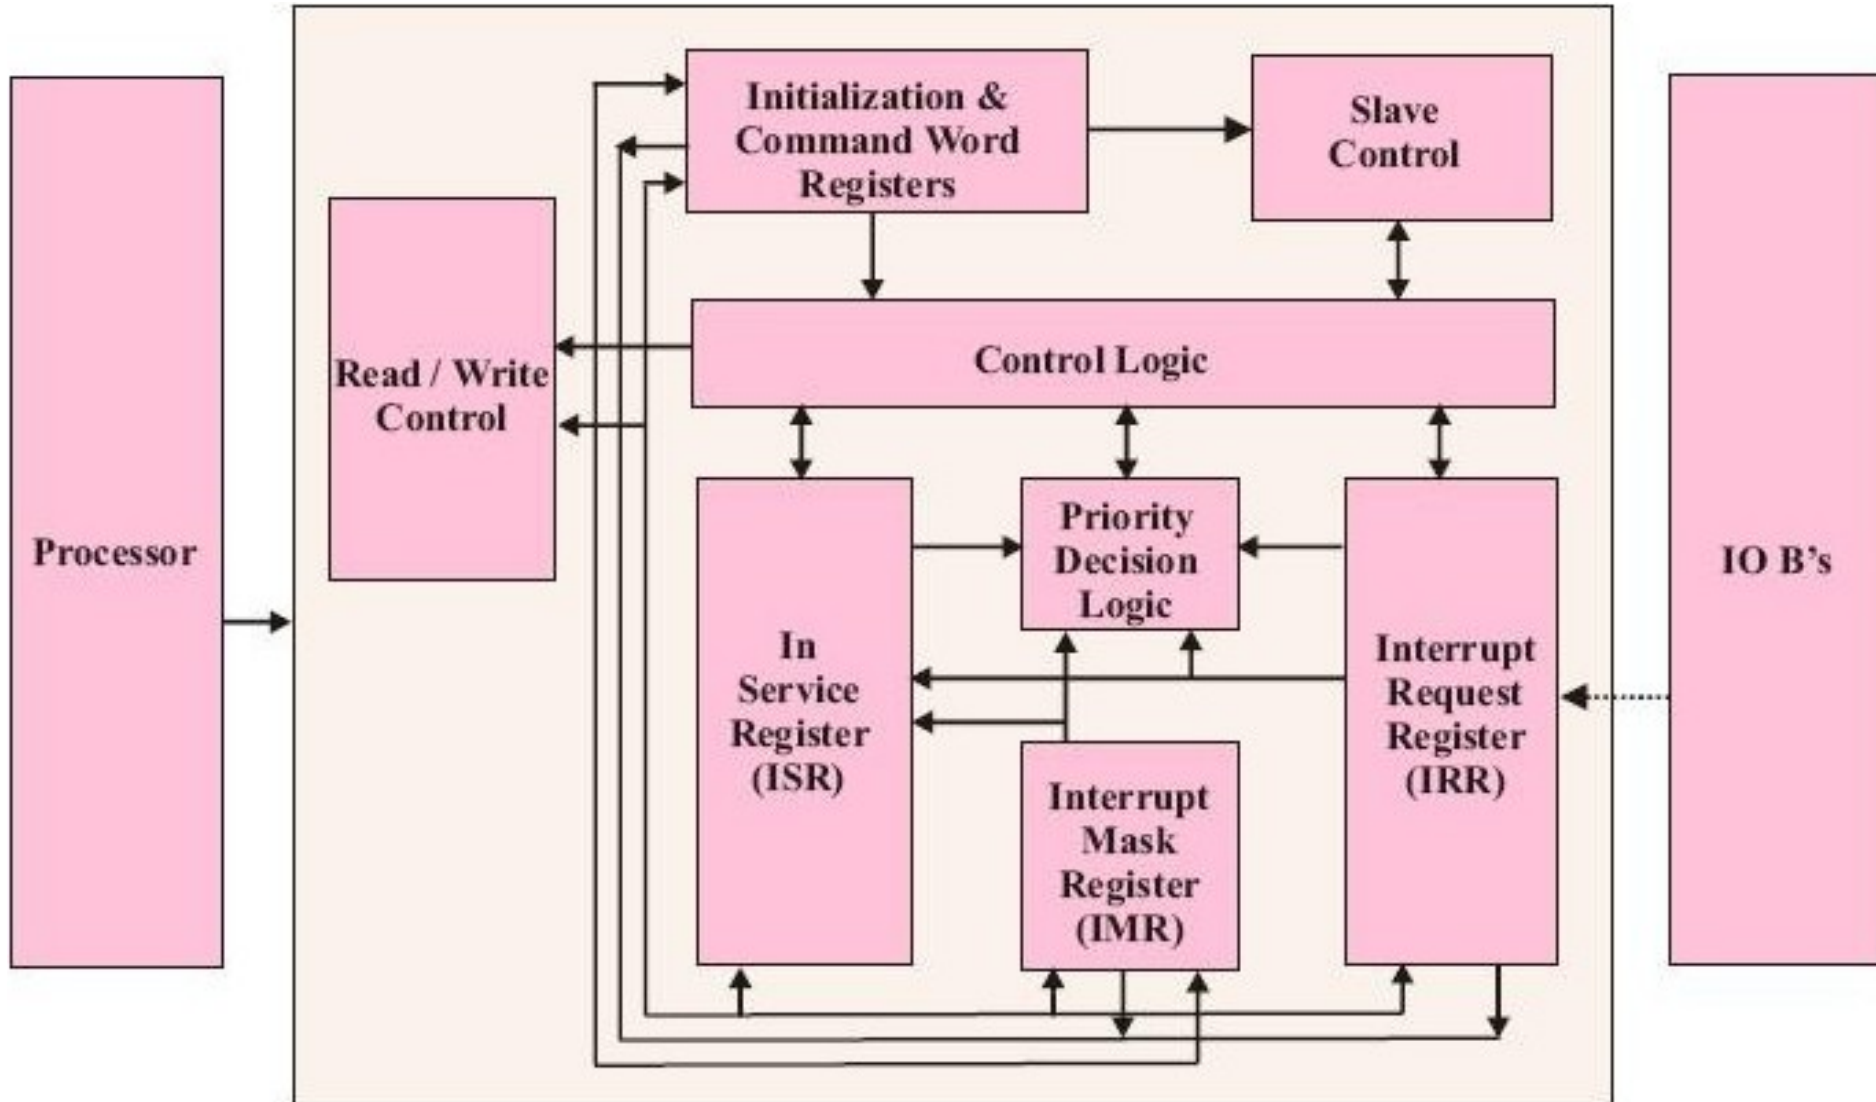 Processor
Read / Write
Control
Initialization &
Command Word
Registers
Slave
Control
Control Logic
In
Service
Register
(ISR)
Priority
Decision
Logic
Interrupt
Mask
Register
(IMR)
Interrupt
Request
Register
(IRR)
IO B’s